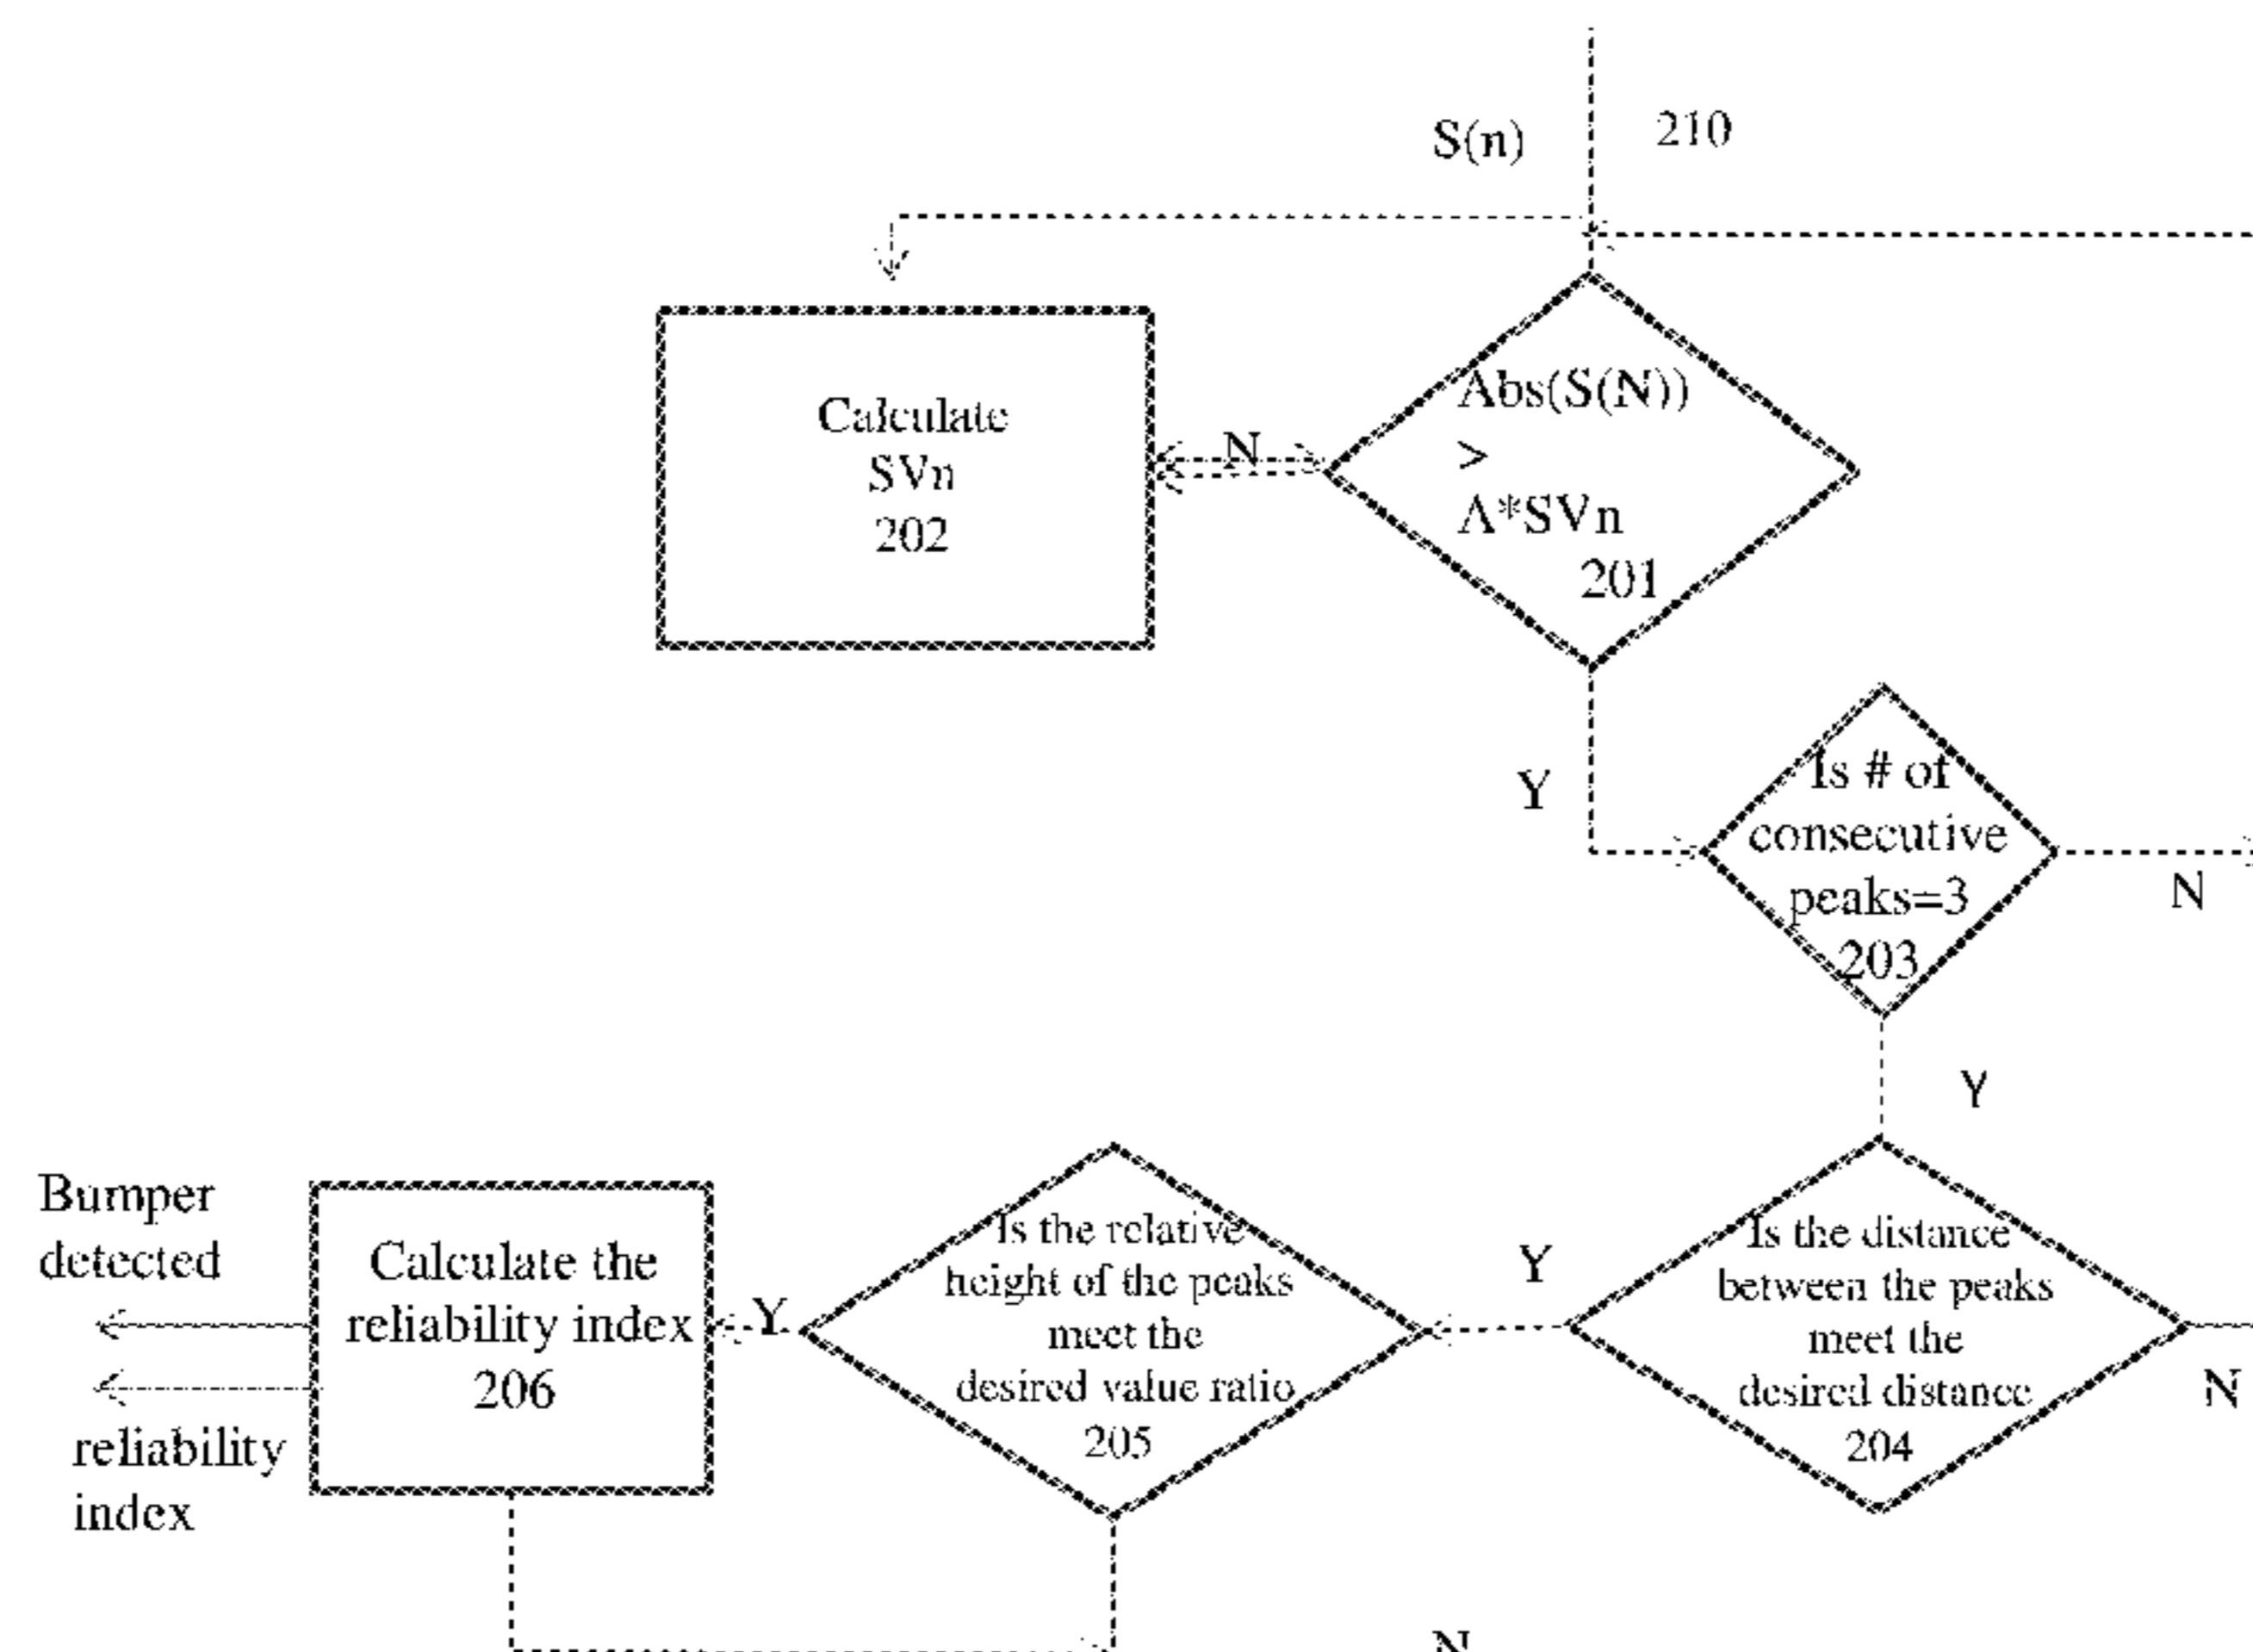 S(n)
210
Calculate
SVn
202
N
Abs(S(N))
>
A*SVn
201
Y
Is # of
consecutive
peaks=3
203
N
Y
Bumper
detected
reliability
index
Calculate the
reliability index
206
Y
Is the relative
height of the peaks
meet the
desired value ratio
205
Y
Is the distance
between the peaks
meet the
desired distance
204
N
N